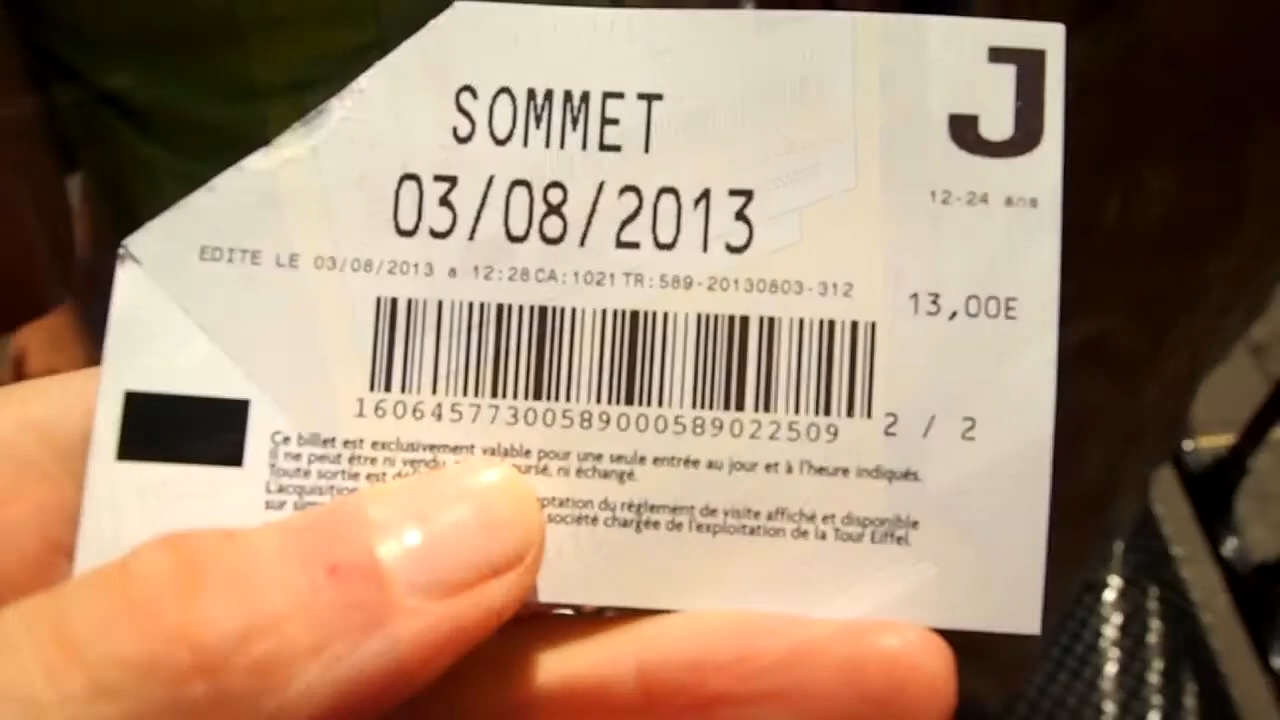 SOMMET
J
03/08/2013
12-24 ans
EDITE LE 03/08/2013 a 12:28 CA:1021 TR:589-20130803-312
13,00E
1606457730058900058902 2509
2 / 2
Ce billet est exclusivement valable pour une seule entrée au jour et à l'heure indiqués.
Il ne peut être ni vendu, ni échangé.
Toute sortie est
L'acquisition du règlement de visite affiché et disponible
sur société chargée de l'exploitation de la Tour Eiffel.